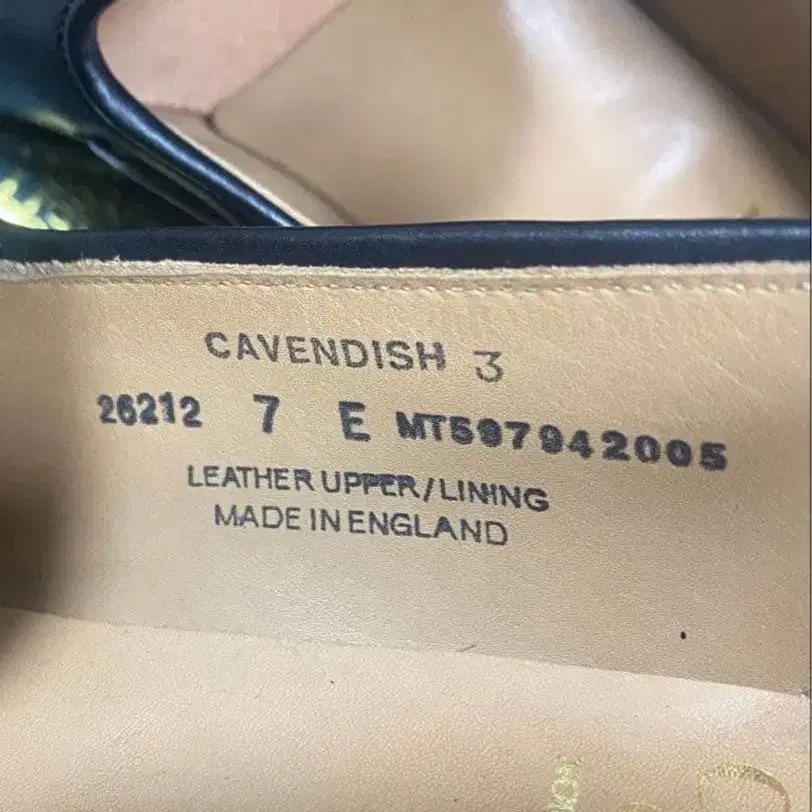 CAVENDISH 3
26212 7 E MT597942005
LEATHER UPPER/LINING
MADE IN ENGLAND